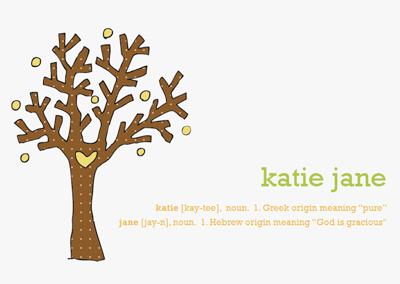 katie jane
katie [kay-tee],  noun.  1. Greek origin meaning “pure”
jane [jay-n], noun.  1. Hebrew origin meaning “God is gracious”